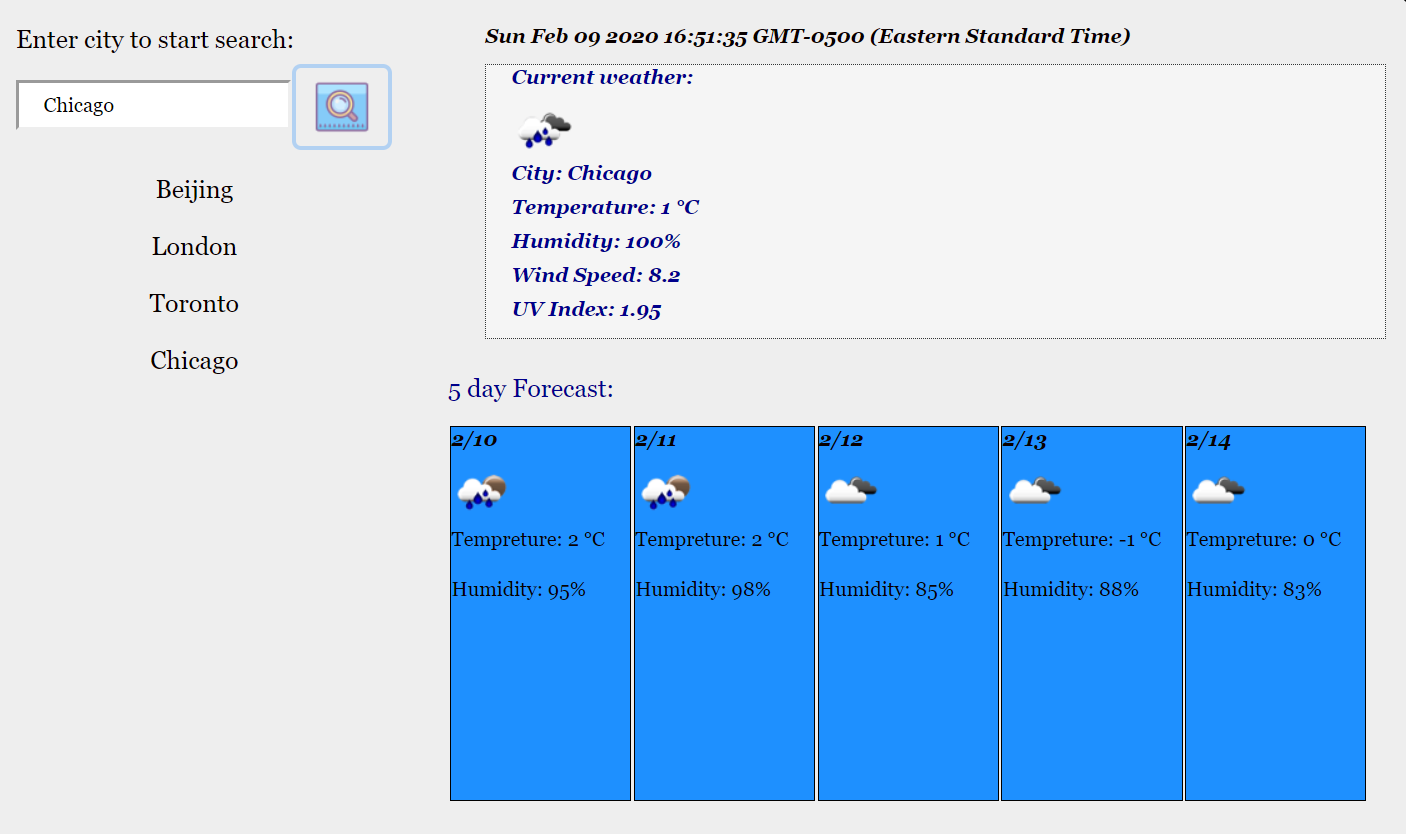 Enter city to start search:
Chicago
Beijing
London
Toronto
Chicago
Sun Feb 09 2020 16:51:35 GMT-0500 (Eastern Standard Time)
Current weather:
City: Chicago
Temperature: 1 °C
Humidity: 100%
Wind Speed: 8.2
UV Index: 1.95
5 day Forecast:
2/10
Tempreture: 2 °C
Humidity: 95%
2/11
Tempreture: 2 °C
Humidity: 98%
2/12
Tempreture: 1 °C
Humidity: 85%
2/13
Tempreture: -1 °C
Humidity: 88%
2/14
Tempreture: 0 °C
Humidity: 83%